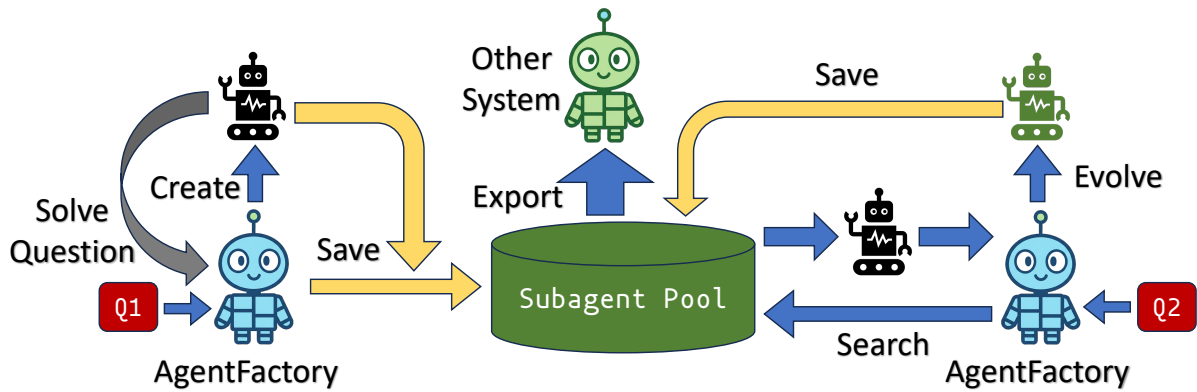 Other
System
Save
Create
Export
Evolve
Solve
Question
Save
Subagent Pool
Q1
Q2
Search
AgentFactory
AgentFactory